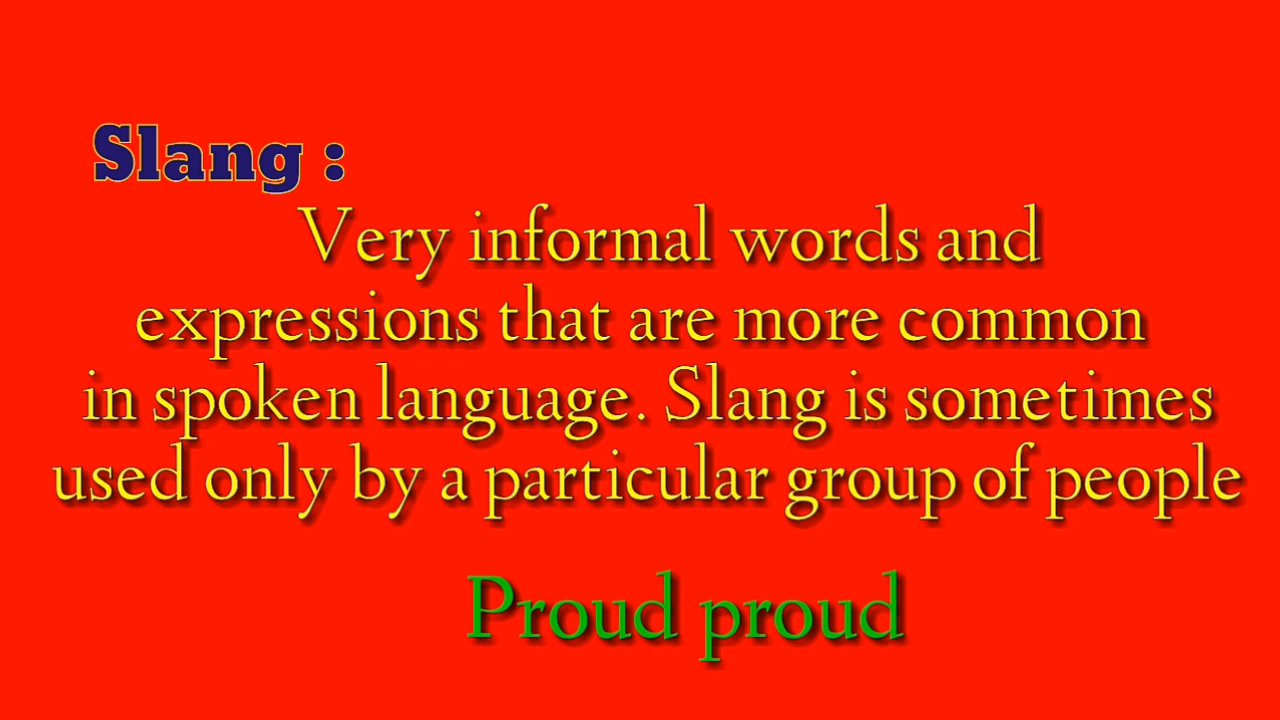 Slang :
Very informal words and
expressions that are more common
in spoken language. Slang is sometimes
used only by a particular group of people
Proud proud